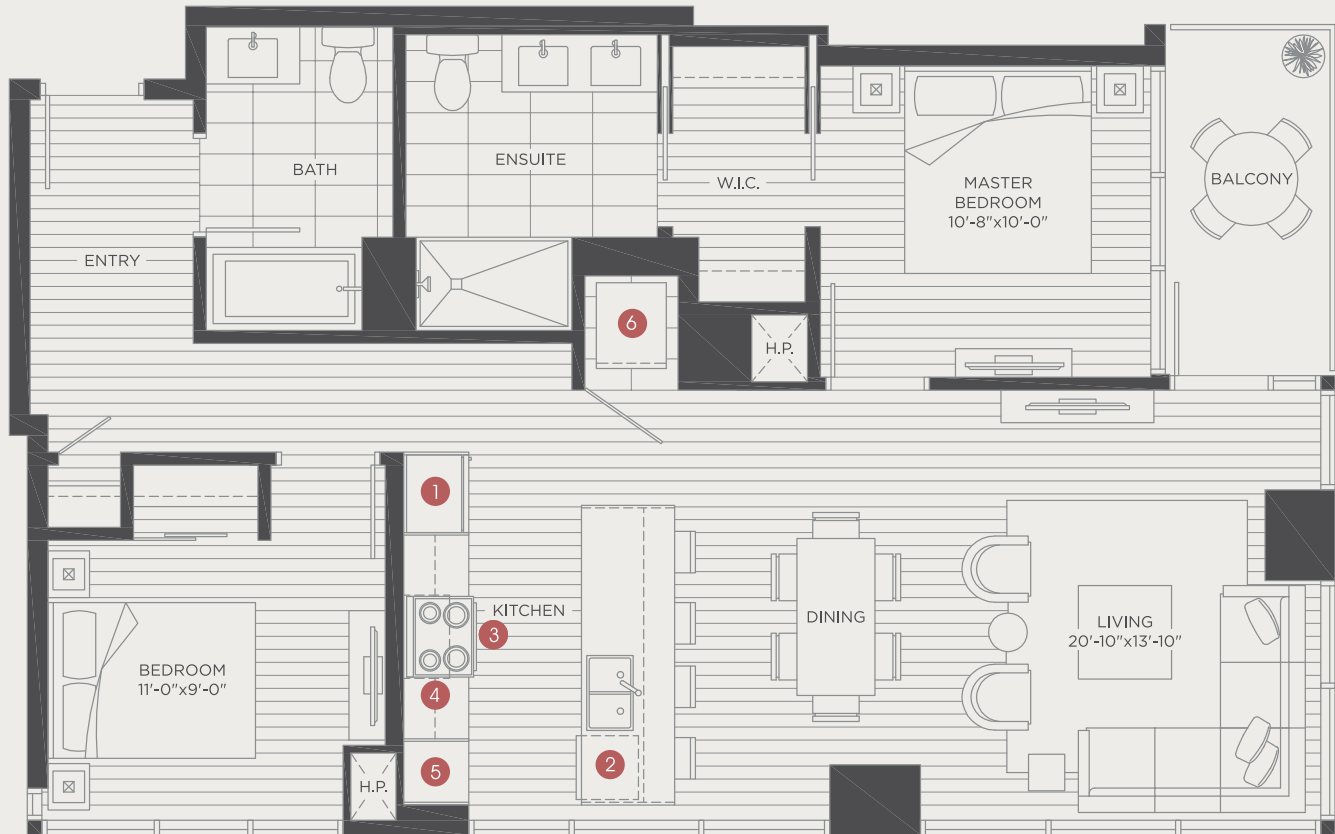 BATH
ENSUITE
W.I.C.
MASTER
BEDROOM
10'-8"x10'-0"
BALCONY
ENTRY
6
H.P.
1
KITCHEN
3
DINING
LIVING
20'-10"x13'-10"
BEDROOM
11'-0"x9'-0"
4
2
5
H.P.